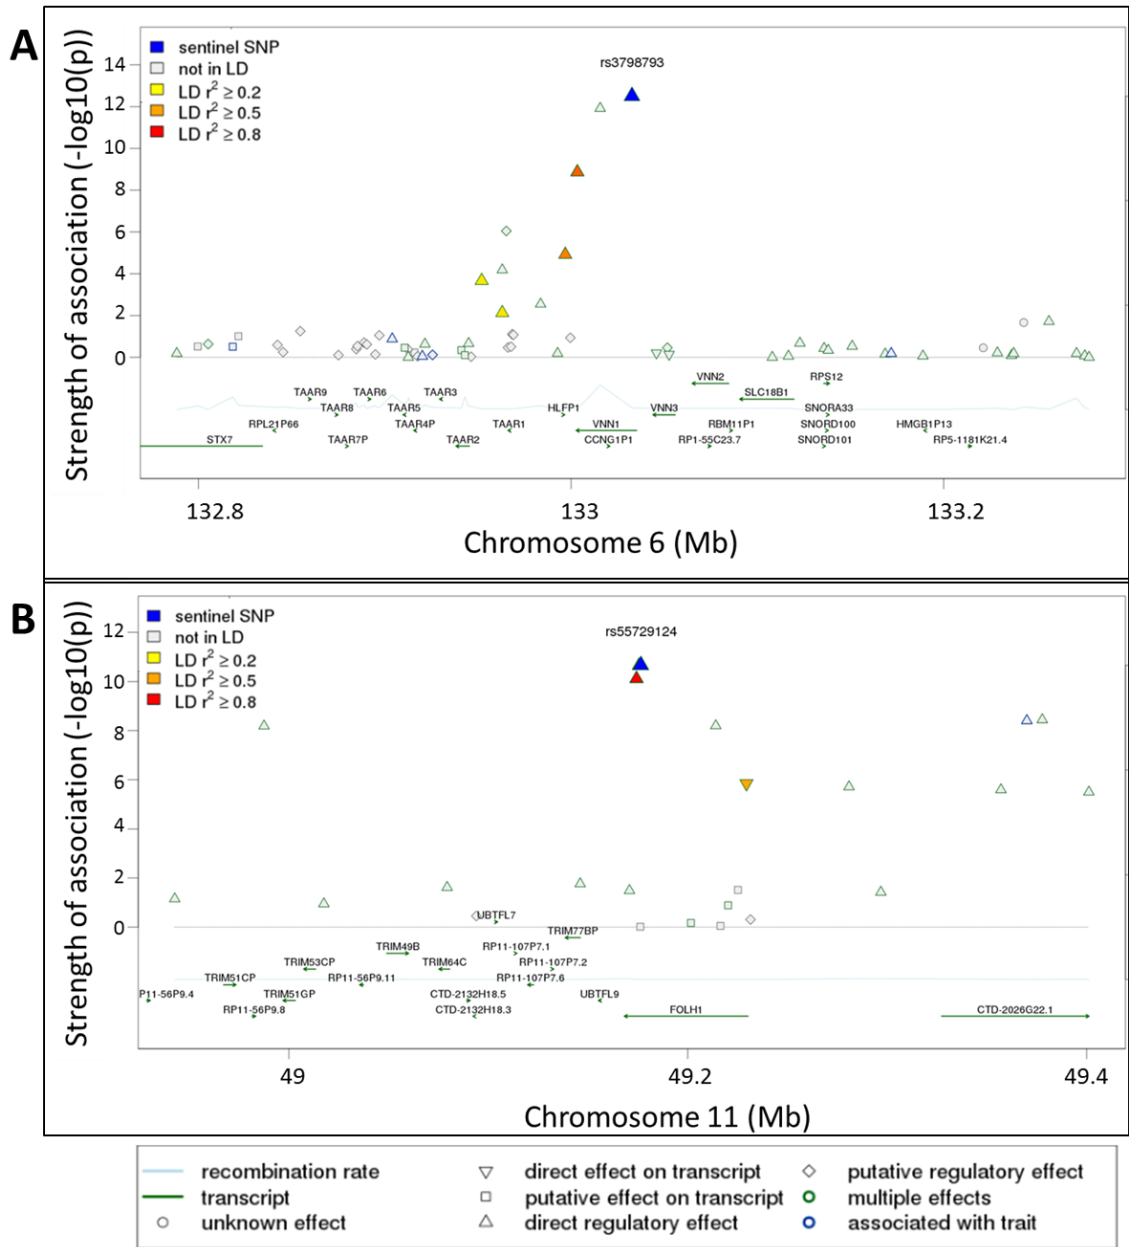 A
Strength of association (-log10(p))
sentinel SNP
not in LD
LD r² ≥ 0.2
LD r² ≥ 0.5
LD r² ≥ 0.8
rs3798793
14
12
10
8
6
4
2
0
VNN2 RPS12
TAAR9 TAAR6 TAAR3 SLC18B1
TAAR8 TAAR5 HLFP1 VNN3 SNORA33
RPL21P66 TAAR4P TAAR1 VNN1 RBM11P1 SNORD100 HMGB1P13
STX7 TAAR7P TAAR2 CCNG1P1 RP1-55C23.7 SNORD101 RP5-1181K21.4
132.8 133 133.2
Chromosome 6 (Mb)
B
Strength of association (-log10(p))
sentinel SNP
not in LD
LD r² ≥ 0.2
LD r² ≥ 0.5
LD r² ≥ 0.8
rs55729124
12
10
8
6
4
2
0
UBTFL7
TRIM77BP
TRIM49B RP11-107P7.1
TRIM53CP TRIM64C RP11-107P7.2
TRIM51CP RP11-56P9.11 RP11-107P7.6
P11-56P9.4 TRIM51GP CTD-2132H18.5 UBTFL9
RP11-56P9.8 CTD-2132H18.3 FOLH1 CTD-2026G22.1
49 49.2 49.4
Chromosome 11 (Mb)
recombination rate direct effect on transcript putative regulatory effect
transcript putative effect on transcript multiple effects
unknown effect direct regulatory effect associated with trait